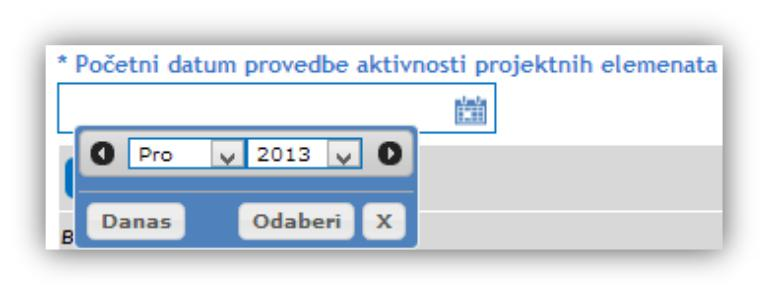 * Početni datum provedbe aktivnosti projektnih elemenata
Pro 2013
Danas Odaberi X
B